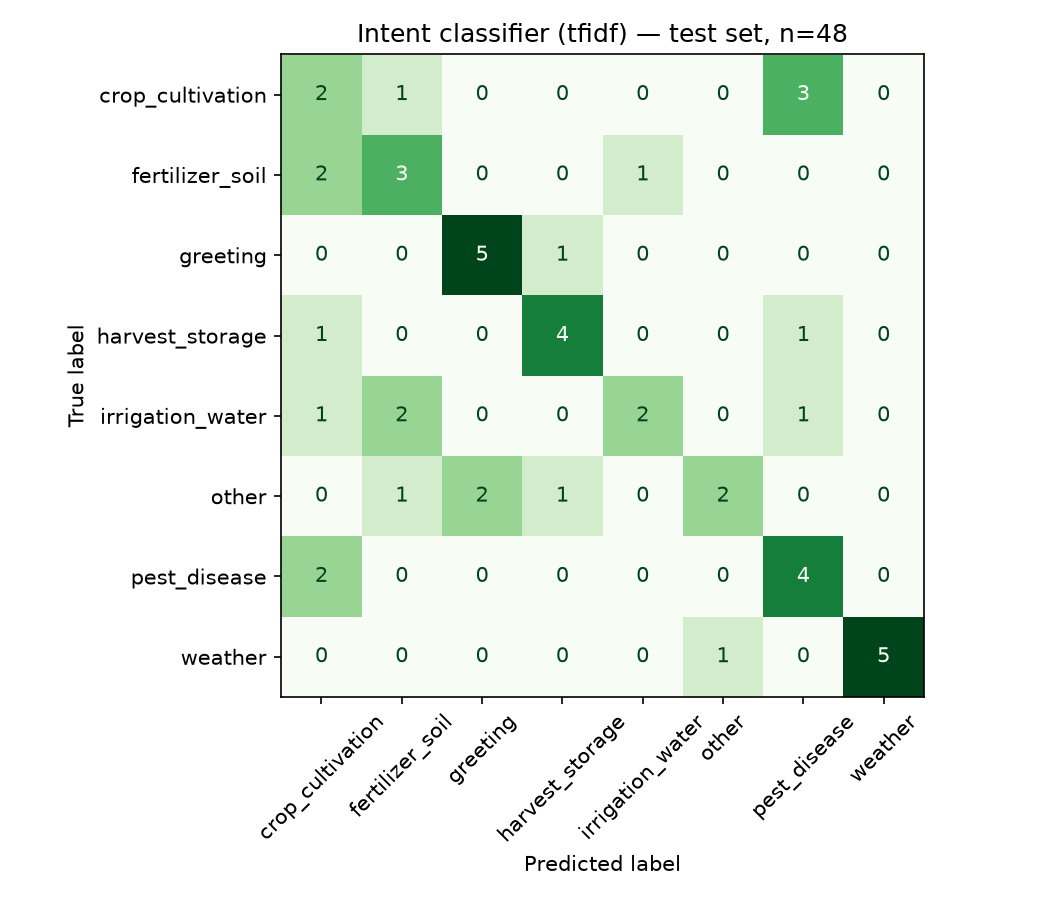 Intent classifier (tfidf) — test set, n=48
True label
crop_cultivation 2 1 0 0 0 0 3 0
fertilizer_soil 2 3 0 0 1 0 0 0
greeting 0 0 5 1 0 0 0 0
harvest_storage 1 0 0 4 0 0 1 0
irrigation_water 1 2 0 0 2 0 1 0
other 0 1 2 1 0 2 0 0
pest_disease 2 0 0 0 0 0 4 0
weather 0 0 0 0 0 1 0 5
crop_cultivation fertilizer_soil greeting harvest_storage irrigation_water other pest_disease weather
Predicted label